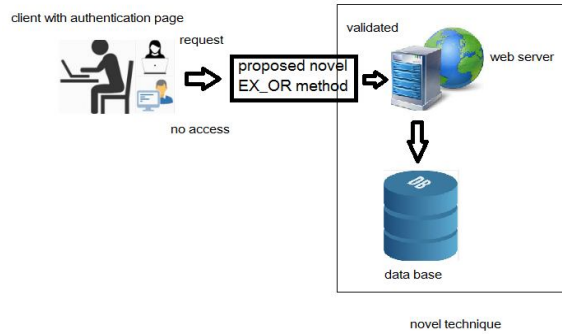 client with authentication page
request
no access
proposed novel
EX_OR method
validated
web server
DB
data base
novel technique